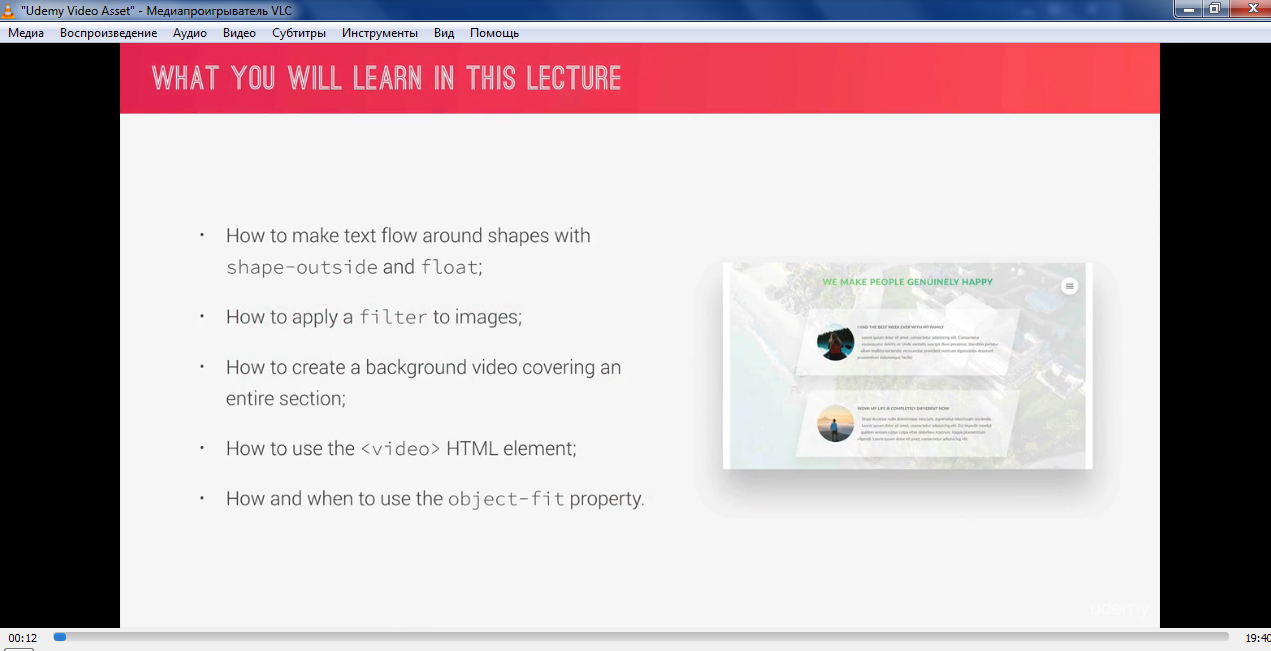 "Udemy Video Asset" - Медиапроигрыватель VLC
Медиа Воспроизведение Аудио Видео Субтитры Инструменты Вид Помощь
WHAT YOU WILL LEARN IN THIS LECTURE
• How to make text flow around shapes with
shape-outside and float;
• How to apply a filter to images;
• How to create a background video covering an
entire section;
• How to use the <video> HTML element;
• How and when to use the object-fit property.
WE MAKE PEOPLE GENUINELY HAPPY
I HAD THE BEST WEEK EVER WITH MY FAMILY
WOW! MY LIFE IS COMPLETELY DIFFERENT NOW
udemy
00:12 19:40